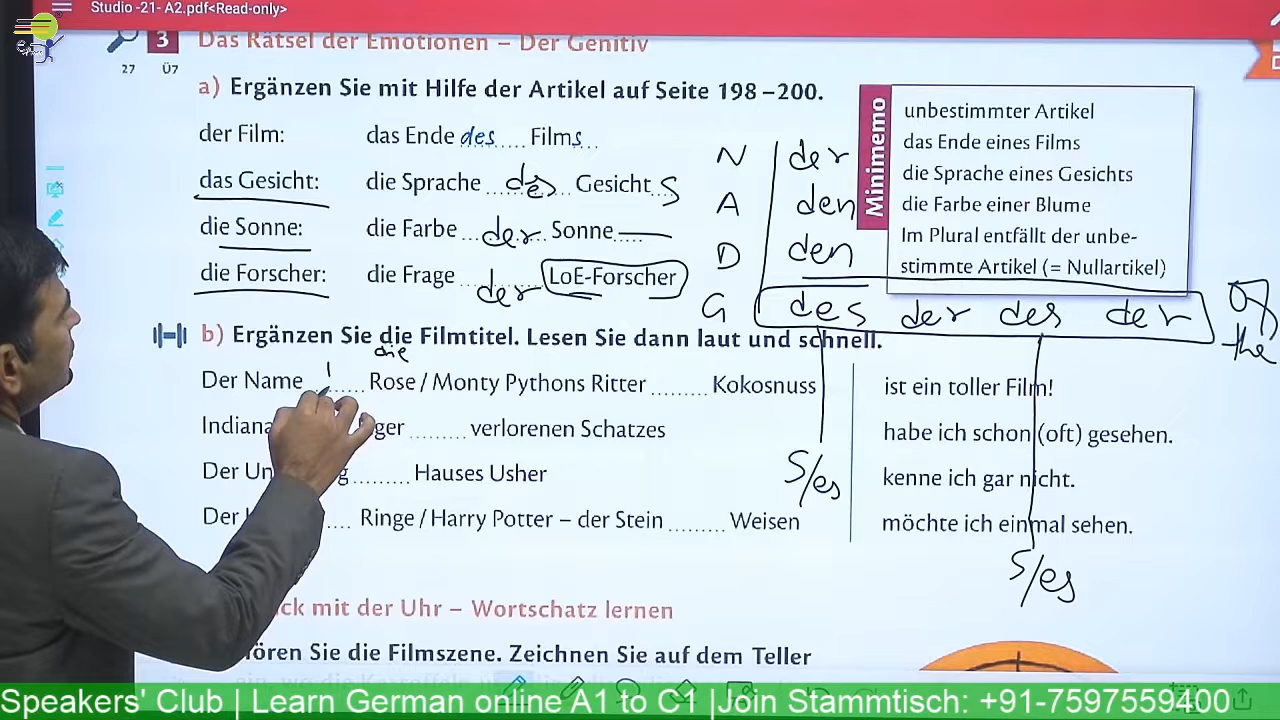 Studio -21- A2.pdf<Read-only>
3 Das Rätsel der Emotionen – Der Genitiv
27 Ü7
a) Ergänzen Sie mit Hilfe der Artikel auf Seite 198–200.
der Film: das Ende des Films
das Gesicht: die Sprache des Gesichts
die Sonne: die Farbe der Sonne
die Forscher: die Frage der LoE-Forscher
N der
A den
D den
G des der des der
Of the
s/es
s/es
Minimemo
unbestimmter Artikel
das Ende eines Films
die Sprache eines Gesichts
die Farbe einer Blume
Im Plural entfällt der unbe-
stimmte Artikel (= Nullartikel)
b) Ergänzen Sie die Filmtitel. Lesen Sie dann laut und schnell.
die
Der Name ........ Rose / Monty Pythons Ritter ........ Kokosnuss ist ein toller Film!
Indiana ger ........ verlorenen Schatzes habe ich schon (oft) gesehen.
Der Un g ........ Hauses Usher kenne ich gar nicht.
Der .... Ringe / Harry Potter – der Stein ........ Weisen möchte ich einmal sehen.
ck mit der Uhr – Wortschatz lernen
ören Sie die Filmszene. Zeichnen Sie auf dem Teller
Speakers' Club | Learn German online A1 to C1 |Join Stammtisch: +91-7597559400